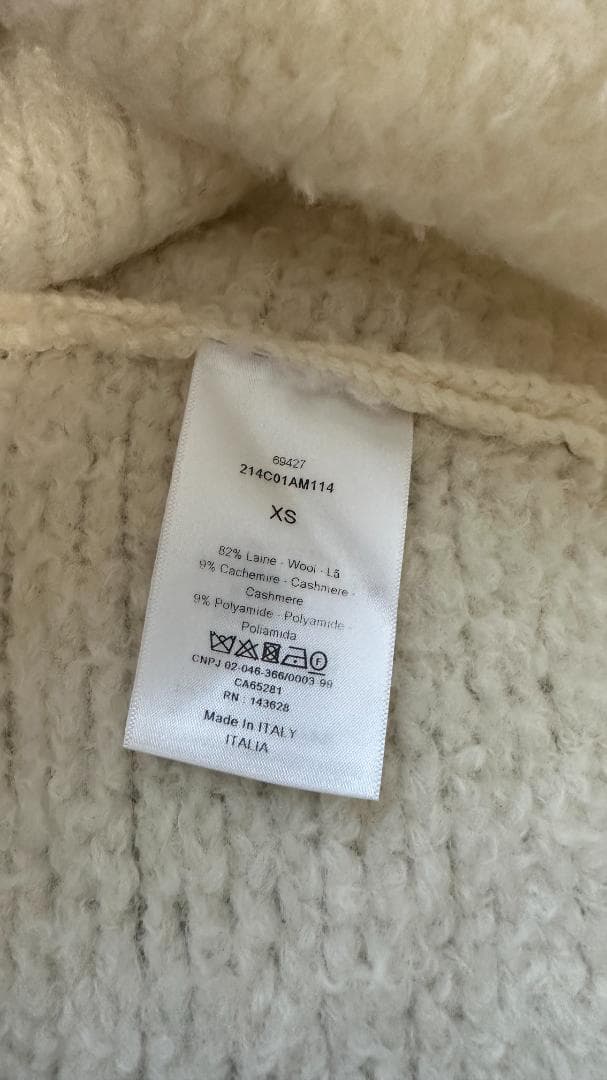 69427
214C01AM114
XS
82% Laine - Wool - Lã
9% Cachemire - Cashmere -
Cashmere
9% Polyamide - Polyamide -
Poliamida
F
CNPJ 02-046-366/0003-99
CA65281
RN : 143628
Made In ITALY
ITALIA